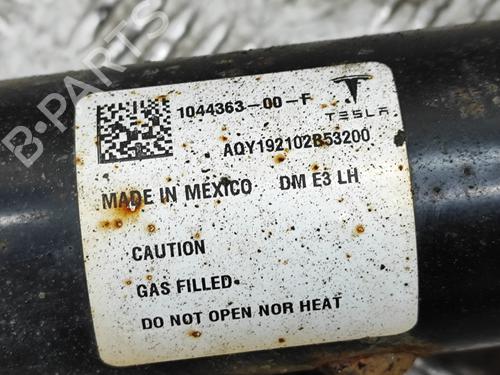 1044363-00-F
TESLA
AQY192102B53200
MADE IN MEXICO DM E3 LH
CAUTION
GAS FILLED
DO NOT OPEN NOR HEAT
B-PARTS